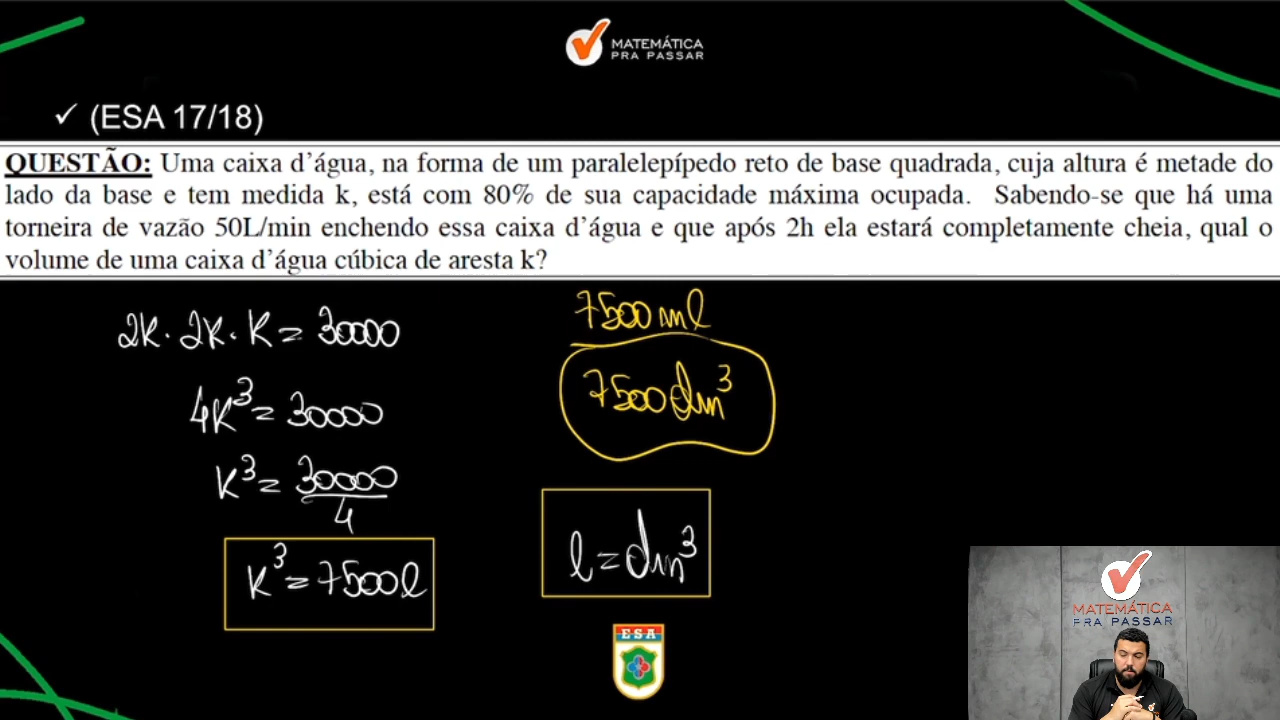 MATEMÁTICA
PRA PASSAR
✓ (ESA 17/18)
QUESTÃO: Uma caixa d'água, na forma de um paralelepípedo reto de base quadrada, cuja altura é metade do
lado da base e tem medida k, está com 80% de sua capacidade máxima ocupada. Sabendo-se que há uma
torneira de vazão 50L/min enchendo essa caixa d'água e que após 2h ela estará completamente cheia, qual o
volume de uma caixa d'água cúbica de aresta k?
2K · 2K · K = 30000
4K³ = 30000
K³ = 30000/4
K³ = 7500 l
7500 ml
7500 dm³
l = dm³
ESA
MATEMÁTICA
PRA PASSAR